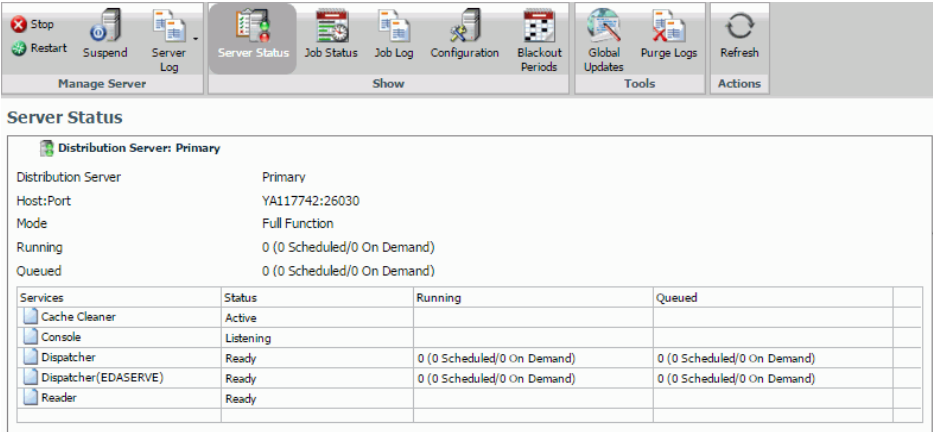 Stop
Restart
Suspend
Server Log
Manage Server
Server Status
Job Status
Job Log
Configuration
Blackout Periods
Show
Global Updates
Purge Logs
Tools
Refresh
Actions
Server Status
Distribution Server: Primary
Distribution Server Primary
Host:Port YA117742:26030
Mode Full Function
Running 0 (0 Scheduled/0 On Demand)
Queued 0 (0 Scheduled/0 On Demand)
Services Status Running Queued
Cache Cleaner Active
Console Listening
Dispatcher Ready 0 (0 Scheduled/0 On Demand) 0 (0 Scheduled/0 On Demand)
Dispatcher(EDASERVE) Ready 0 (0 Scheduled/0 On Demand) 0 (0 Scheduled/0 On Demand)
Reader Ready